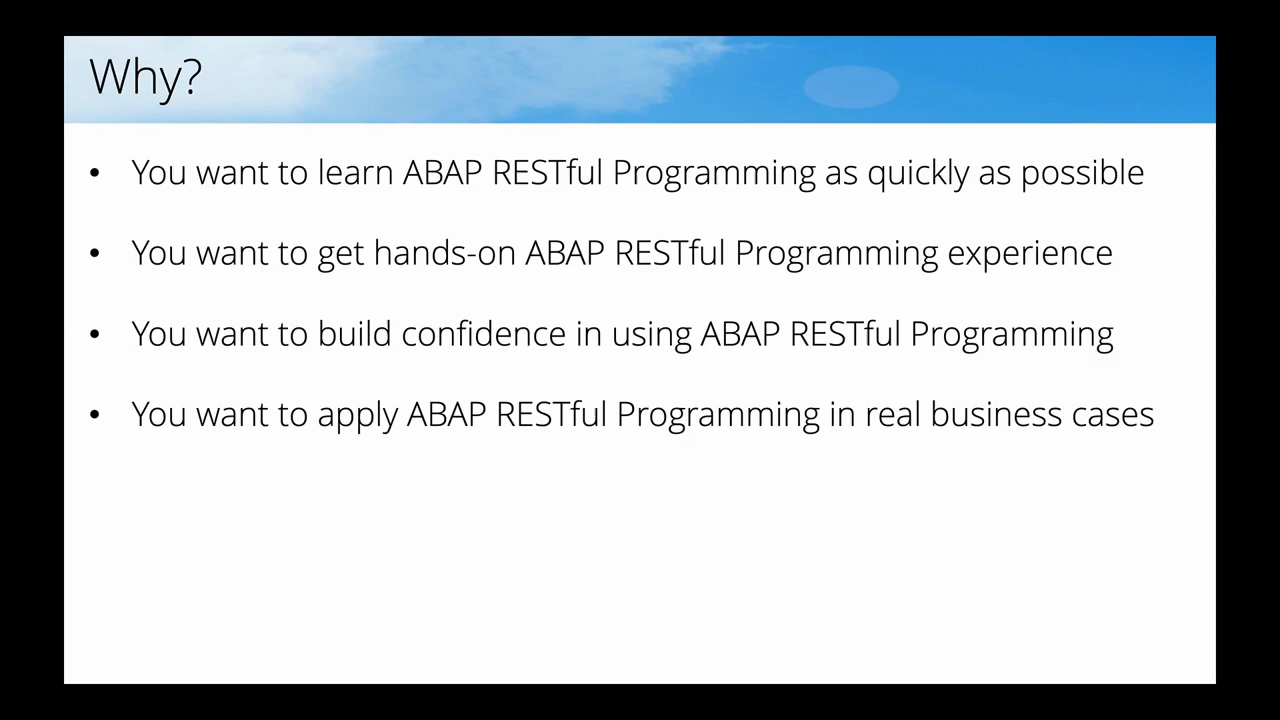 Why?
• You want to learn ABAP RESTful Programming as quickly as possible
• You want to get hands-on ABAP RESTful Programming experience
• You want to build confidence in using ABAP RESTful Programming
• You want to apply ABAP RESTful Programming in real business cases